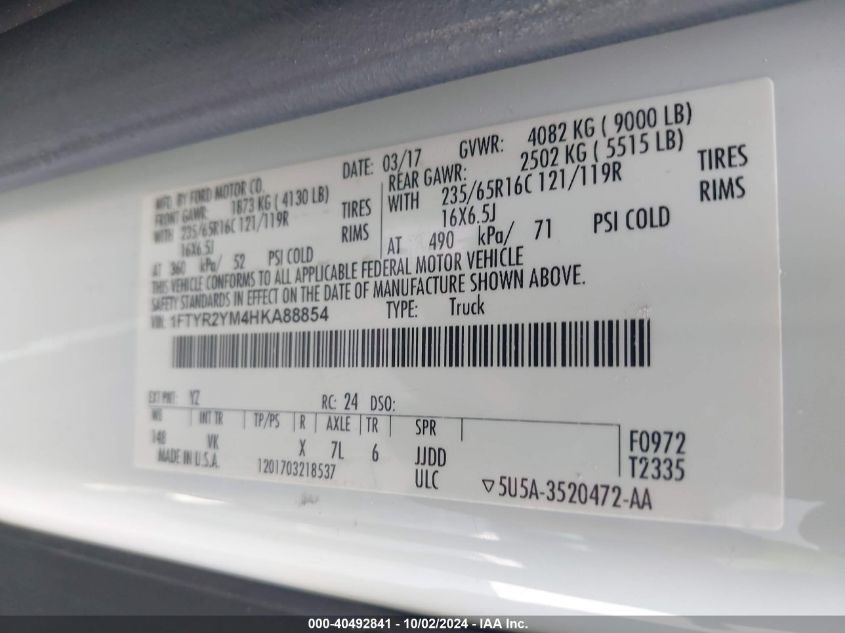 MFD. BY FORD MOTOR CO.
DATE: 03/17
GVWR: 4082 KG ( 9000 LB)
FRONT GAWR: 1873 KG ( 4130 LB)
REAR GAWR: 2502 KG ( 5515 LB)
WITH 235/65R16C 121/119R TIRES
WITH 235/65R16C 121/119R TIRES
16X6.5J RIMS
16X6.5J RIMS
AT 360 kPa/ 52 PSI COLD
AT 490 kPa/ 71 PSI COLD
THIS VEHICLE CONFORMS TO ALL APPLICABLE FEDERAL MOTOR VEHICLE
SAFETY STANDARDS IN EFFECT ON THE DATE OF MANUFACTURE SHOWN ABOVE.
VIN: 1FTYR2YM4HKA88854
TYPE: Truck
EXT PNT: YZ RC: 24 DSO:
WB INT TR TP/PS R AXLE TR SPR
148 VK X 7L 6 JJDD
F0972
T2335
MADE IN U.S.A. 1201703218537 ULC
5U5A-3520472-AA
000-40492841 - 10/02/2024 - IAA Inc.